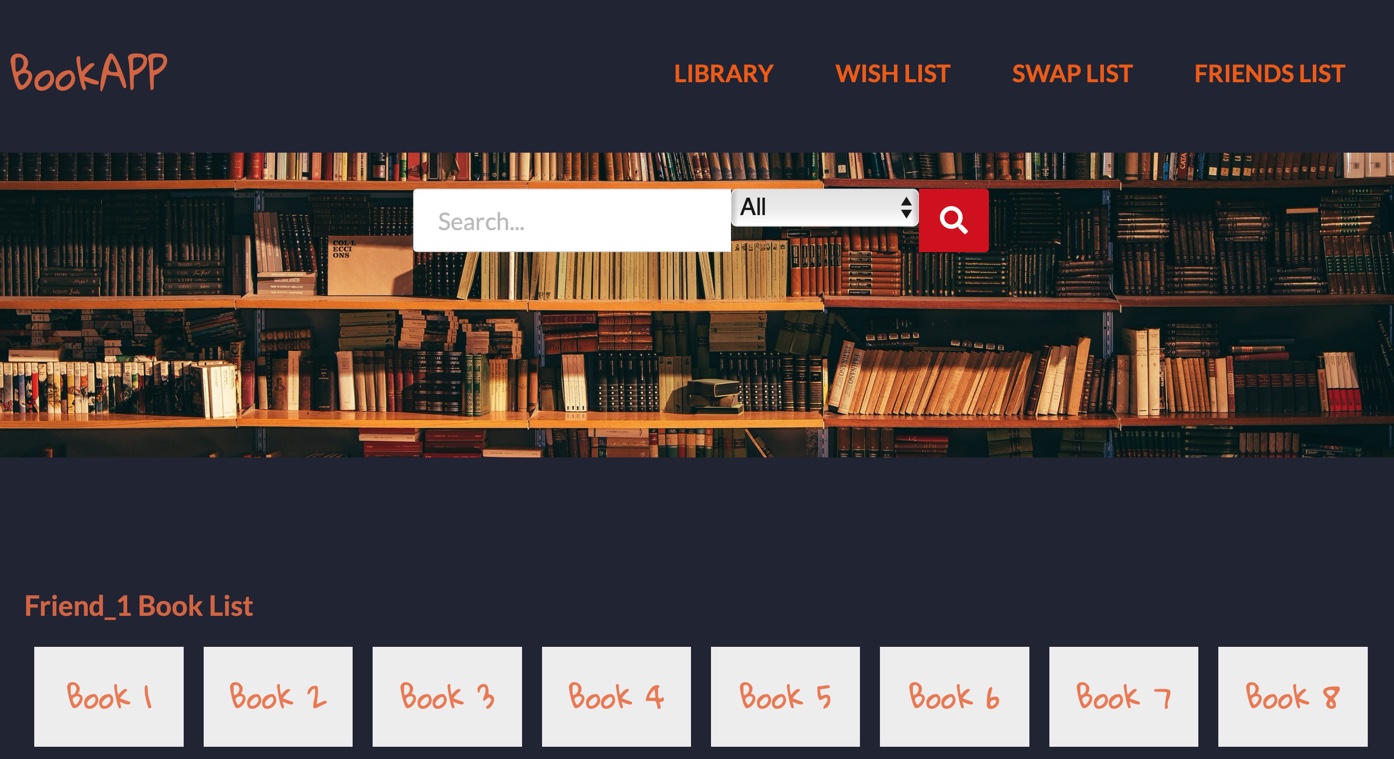 BookAPP
LIBRARY WISH LIST SWAP LIST FRIENDS LIST
Search... All
COL·L
ECCI
ONS
Friend_1 Book List
Book 1 Book 2 Book 3 Book 4 Book 5 Book 6 Book 7 Book 8